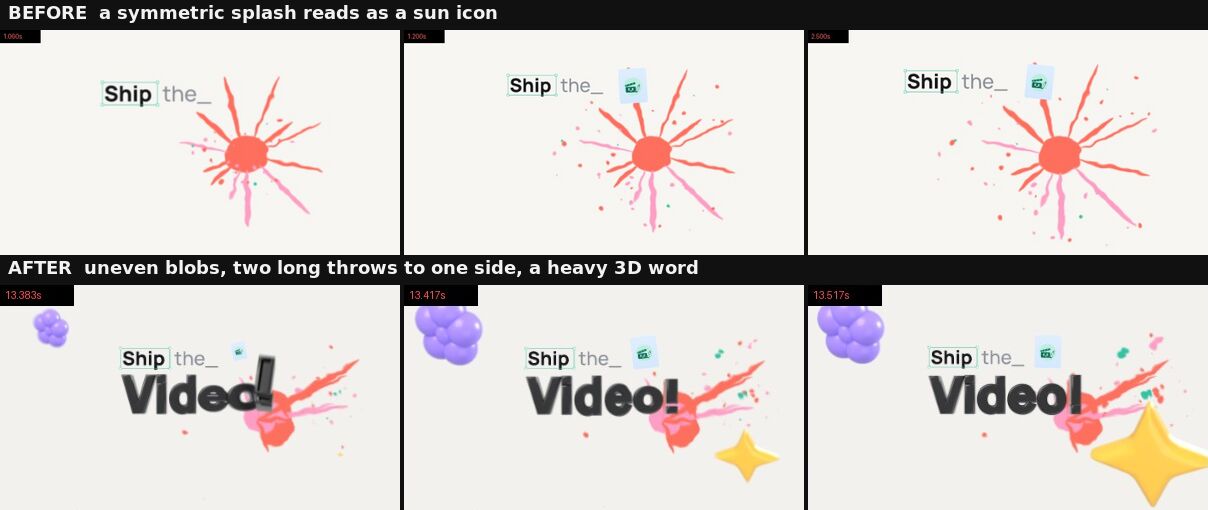 BEFORE a symmetric splash reads as a sun icon
1.000s
1.200s
2.500s
Ship the_
Ship the_
Ship the_
AFTER uneven blobs, two long throws to one side, a heavy 3D word
13.383s
13.417s
13.517s
Ship the_
Video!
Ship the_
Video!
Ship the_
Video!